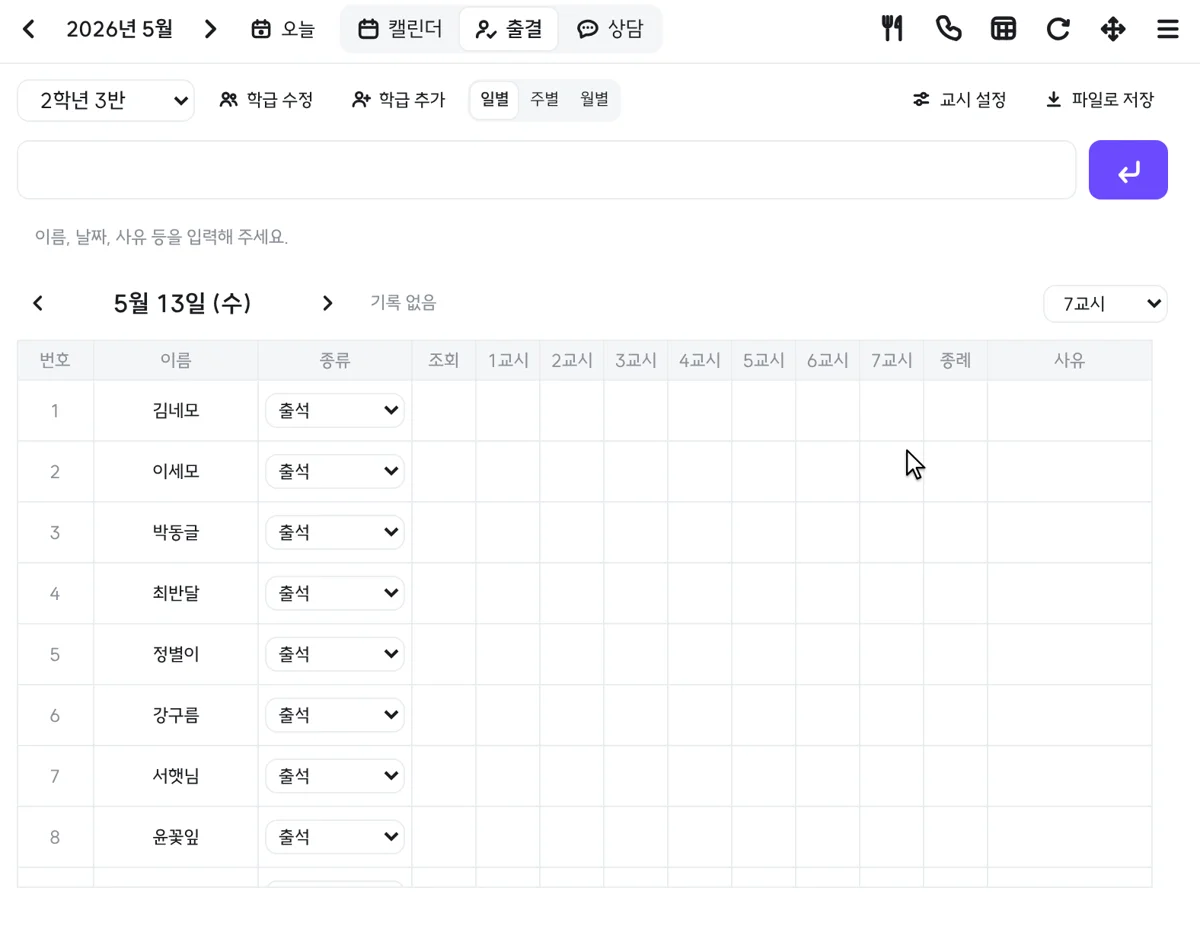 2026년 5월 오늘 캘린더 출결 상담
2학년 3반 학급 수정 학급 추가 일별 주별 월별 교시 설정 파일로 저장
이름, 날짜, 사유 등을 입력해 주세요.
5월 13일 (수) 기록 없음 7교시
번호 이름 종류 조회 1교시 2교시 3교시 4교시 5교시 6교시 7교시 종례 사유
1 김네모 출석
2 이세모 출석
3 박동글 출석
4 최반달 출석
5 정별이 출석
6 강구름 출석
7 서햇님 출석
8 윤꽃잎 출석